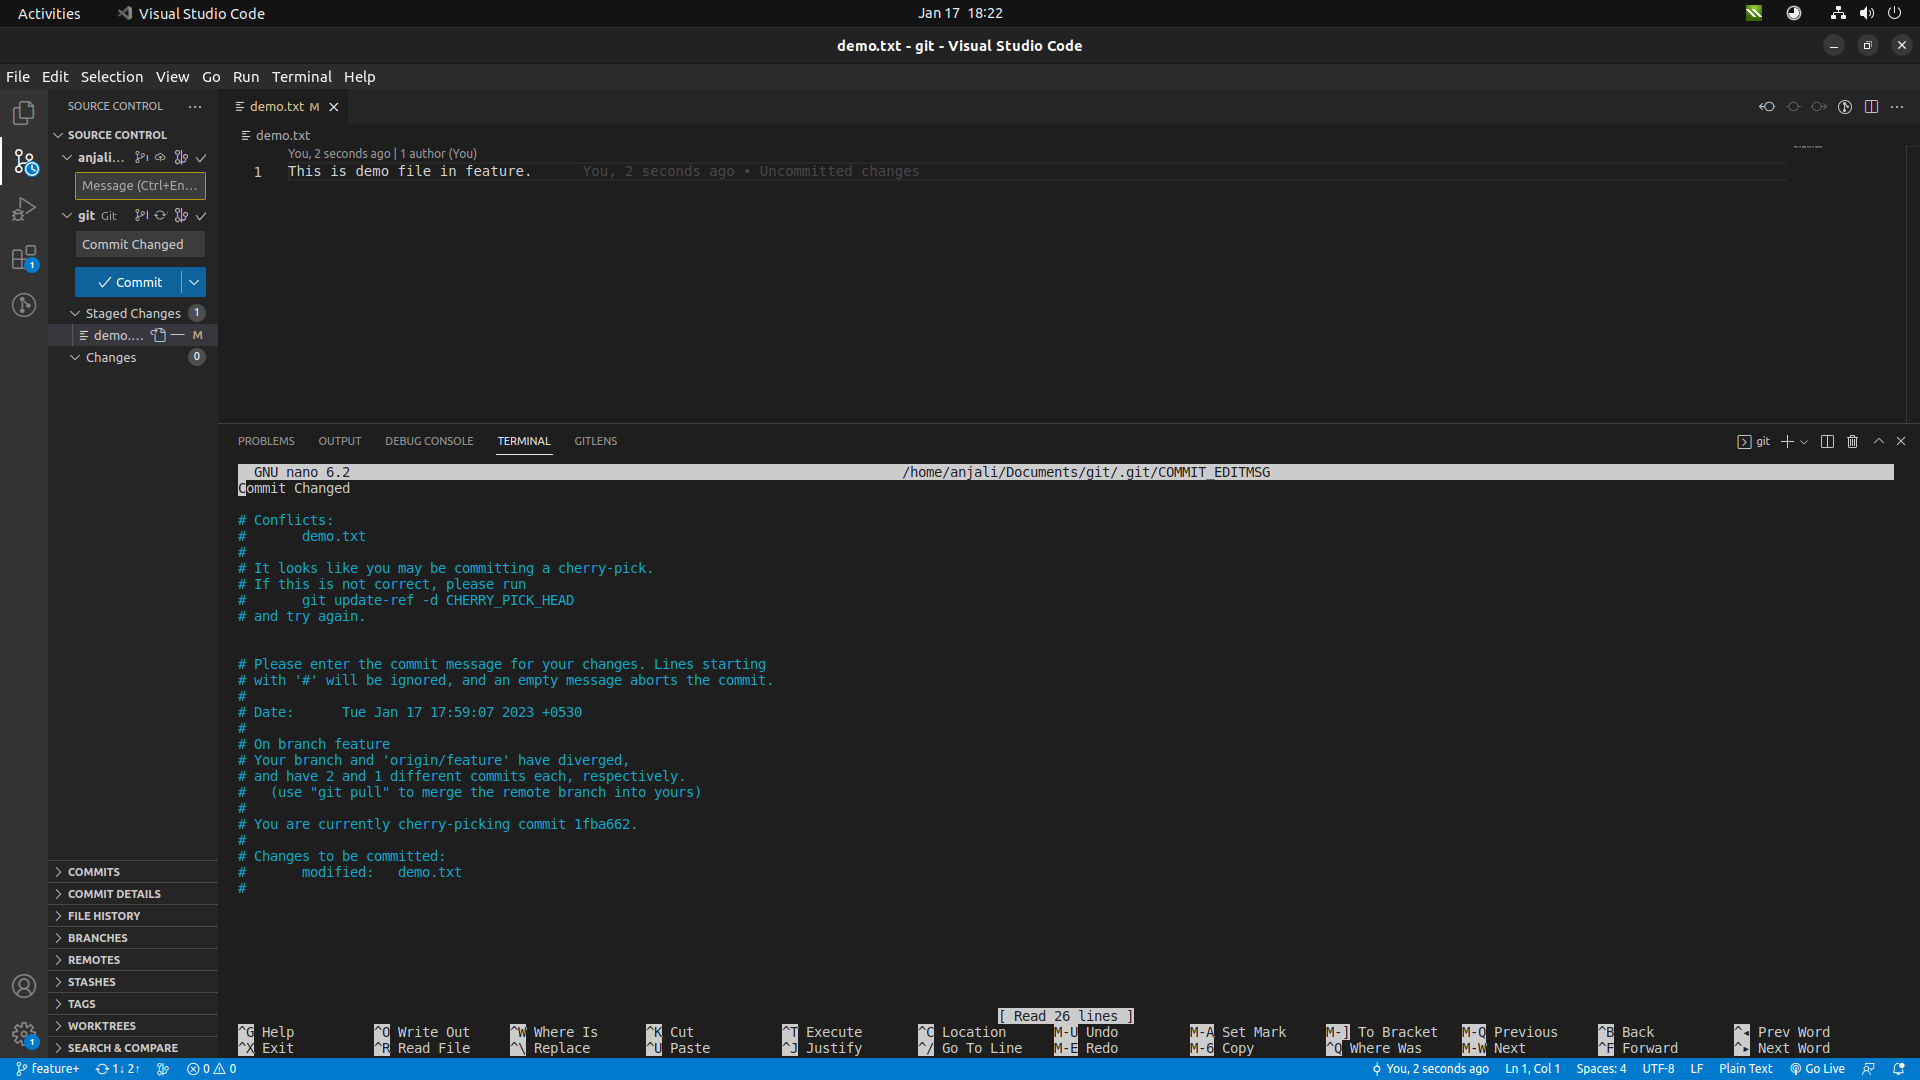 Activities
Visual Studio Code
Jan 17 18:22
demo.txt - git - Visual Studio Code
File Edit Selection View Go Run Terminal Help
SOURCE CONTROL
SOURCE CONTROL
anjali...
Message (Ctrl+En...
git Git
Commit Changed
Commit
Staged Changes 1
demo.... M
Changes 0
1
COMMITS
COMMIT DETAILS
FILE HISTORY
BRANCHES
REMOTES
STASHES
TAGS
WORKTREES
SEARCH & COMPARE
1
demo.txt M
demo.txt
You, 2 seconds ago | 1 author (You)
1 This is demo file in feature. You, 2 seconds ago • Uncommitted changes
PROBLEMS OUTPUT DEBUG CONSOLE TERMINAL GITLENS
git
GNU nano 6.2 /home/anjali/Documents/git/.git/COMMIT_EDITMSG
Commit Changed
# Conflicts:
# demo.txt
#
# It looks like you may be committing a cherry-pick.
# If this is not correct, please run
# git update-ref -d CHERRY_PICK_HEAD
# and try again.
# Please enter the commit message for your changes. Lines starting
# with '#' will be ignored, and an empty message aborts the commit.
#
# Date: Tue Jan 17 17:59:07 2023 +0530
#
# On branch feature
# Your branch and 'origin/feature' have diverged,
# and have 2 and 1 different commits each, respectively.
# (use "git pull" to merge the remote branch into yours)
#
# You are currently cherry-picking commit 1fba662.
#
# Changes to be committed:
# modified: demo.txt
#
[ Read 26 lines ]
^G Help ^O Write Out ^W Where Is ^K Cut ^T Execute ^C Location M-U Undo M-A Set Mark M-] To Bracket M-Q Previous ^B Back ^◂ Prev Word
^X Exit ^R Read File ^\ Replace ^U Paste ^J Justify ^/ Go To Line M-E Redo M-6 Copy ^Q Where Was M-W Next ^F Forward ^▸ Next Word
feature+ 1↓ 2↑ 0 0 You, 2 seconds ago Ln 1, Col 1 Spaces: 4 UTF-8 LF Plain Text Go Live